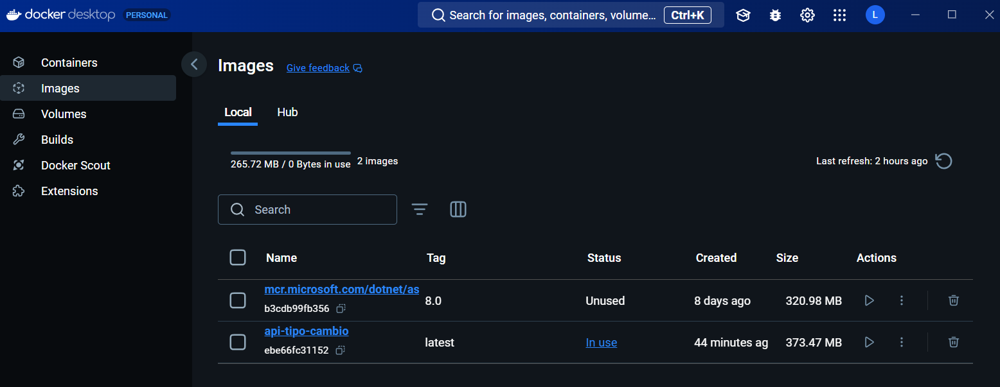 docker desktop PERSONAL
Search for images, containers, volume... Ctrl+K
L
Containers
Images
Volumes
Builds
Docker Scout
Extensions
Images Give feedback
Local Hub
265.72 MB / 0 Bytes in use 2 images
Last refresh: 2 hours ago
Search
Name Tag Status Created Size Actions
mcr.microsoft.com/dotnet/as
b3cdb99fb356
8.0 Unused 8 days ago 320.98 MB
api-tipo-cambio
ebe66fc31152
latest In use 44 minutes ag 373.47 MB